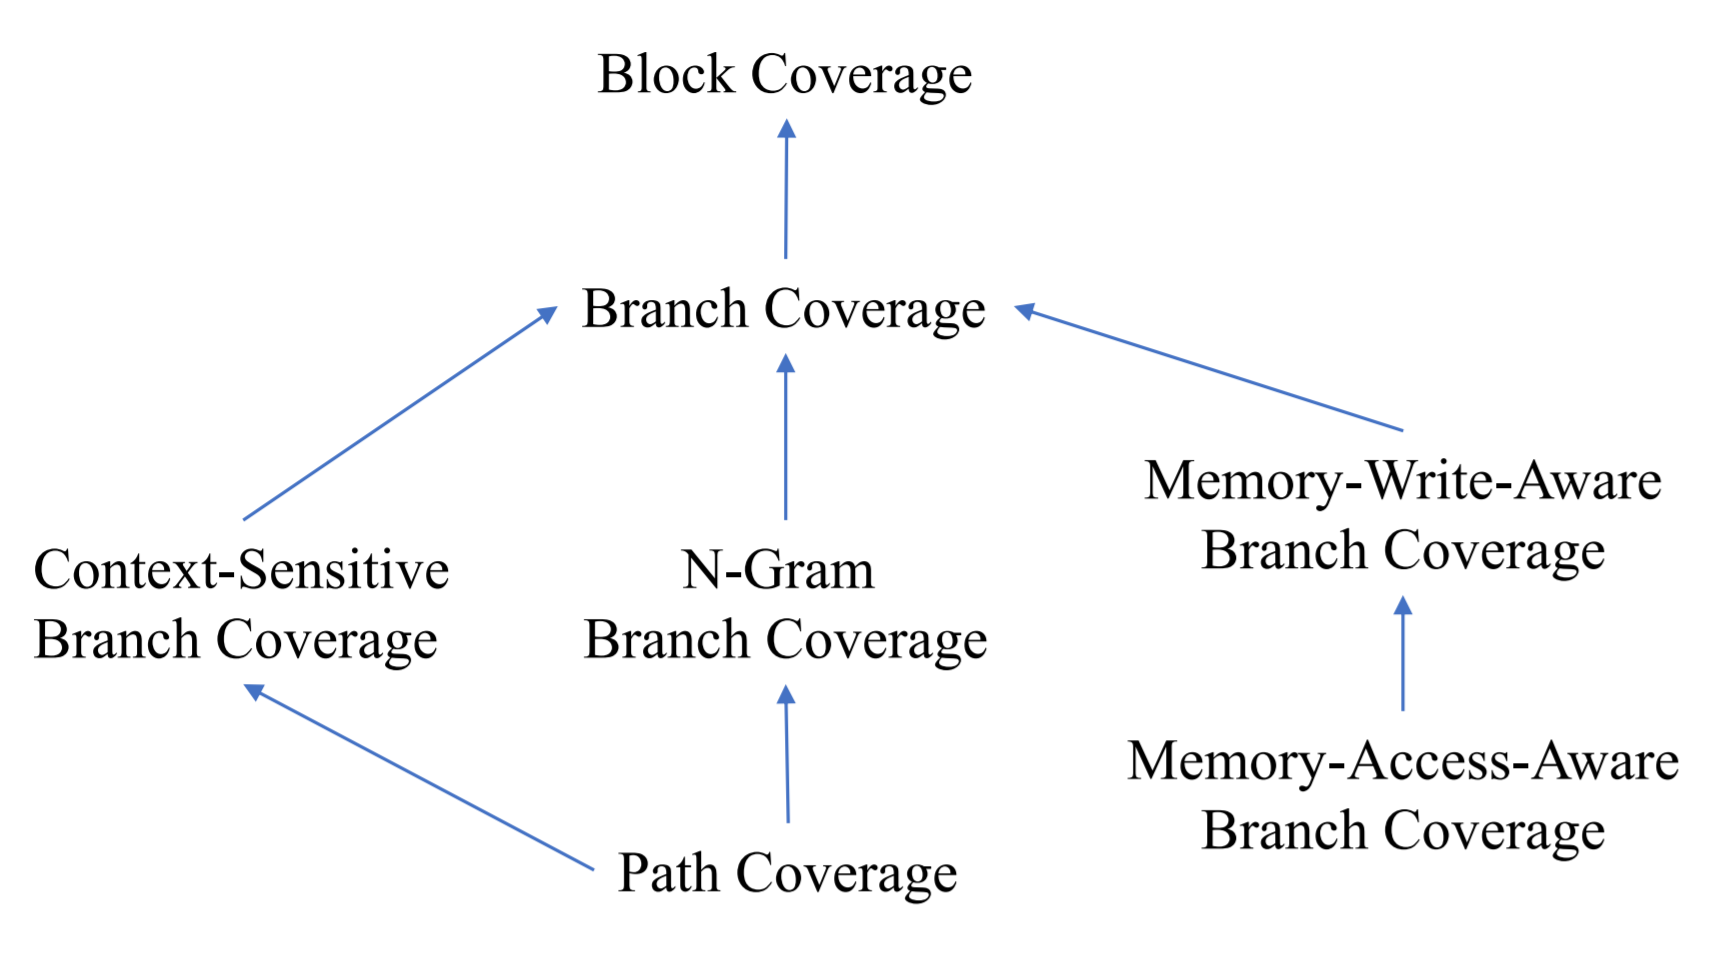 Block Coverage
Branch Coverage
Context-Sensitive
Branch Coverage
N-Gram
Branch Coverage
Memory-Write-Aware
Branch Coverage
Memory-Access-Aware
Branch Coverage
Path Coverage